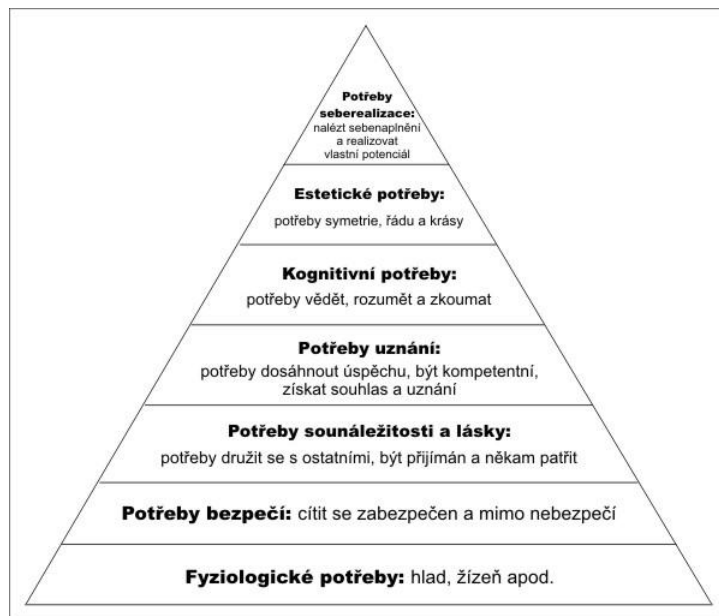 Potřeby
seberealizace:
nalézt sebenaplnění
a realizovat
vlastní potenciál
Estetické potřeby:
potřeby symetrie, řádu a krásy
Kognitivní potřeby:
potřeby vědět, rozumět a zkoumat
Potřeby uznání:
potřeby dosáhnout úspěchu, být kompetentní,
získat souhlas a uznání
Potřeby sounáležitosti a lásky:
potřeby družit se s ostatními, být přijímán a někam patřit
Potřeby bezpečí: cítit se zabezpečen a mimo nebezpečí
Fyziologické potřeby: hlad, žízeň apod.